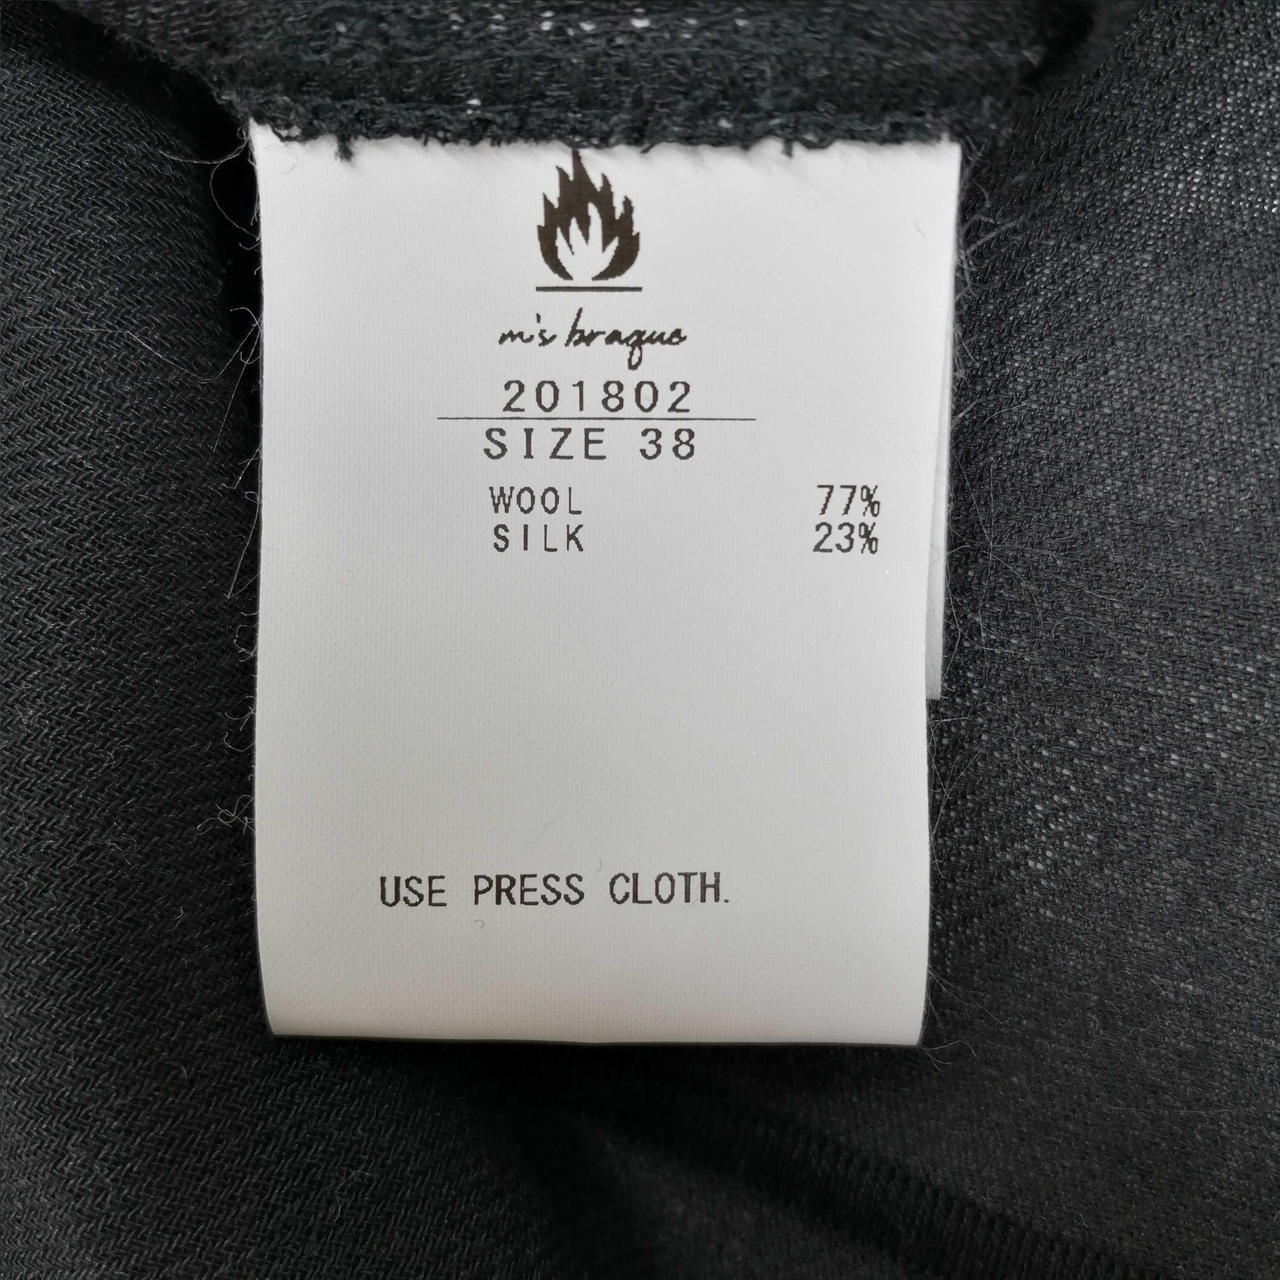 m's braque
201802
SIZE 38
WOOL 77%
SILK 23%
USE PRESS CLOTH.